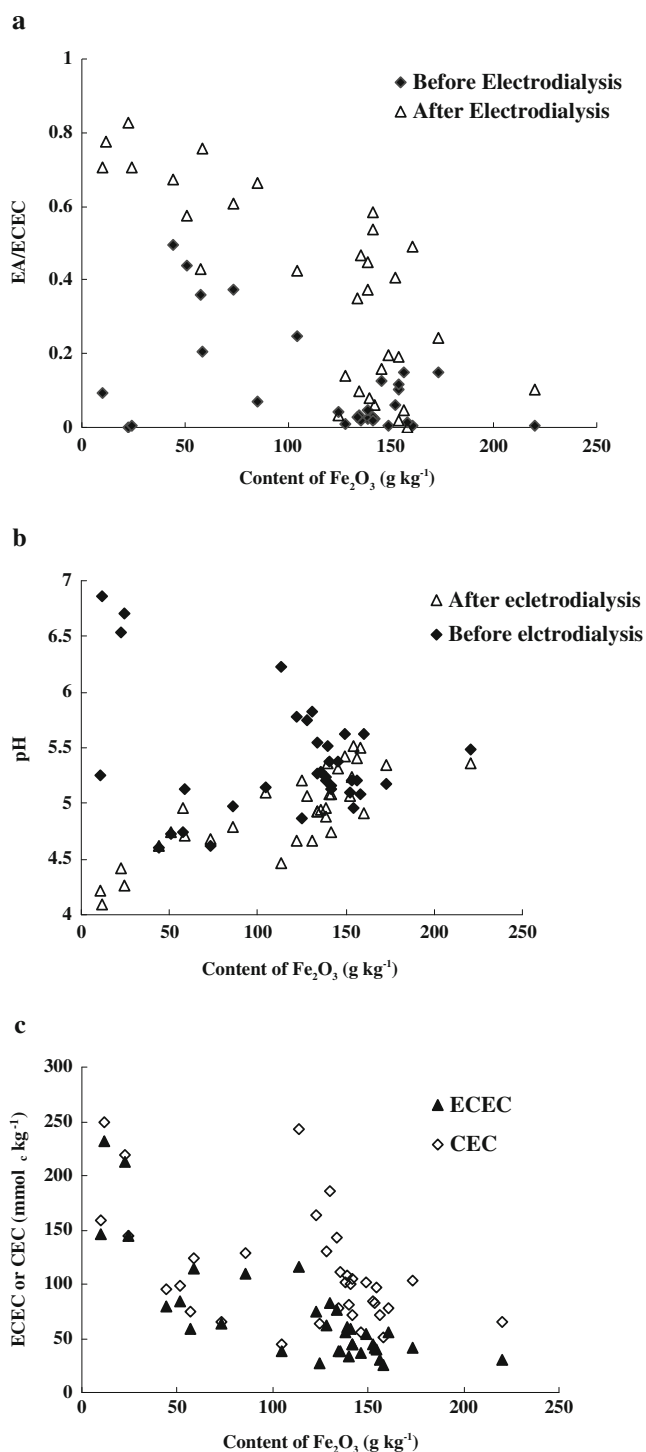 a
1
0.8
0.6
0.4
0.2
0
EA/ECEC
◆ Before Electrodialysis
△ After Electrodialysis
0 50 100 150 200 250
Content of Fe₂O₃ (g kg⁻¹)
b
7
6.5
6
5.5
5
4.5
4
pH
△ After ecletrodialysis
◆ Before elctrodialysis
0 50 100 150 200 250
Content of Fe₂O₃ (g kg⁻¹)
c
300
250
200
150
100
50
0
ECEC or CEC (mmol c kg⁻¹)
▲ ECEC
◇ CEC
0 50 100 150 200 250
Content of Fe₂O₃ (g kg⁻¹)